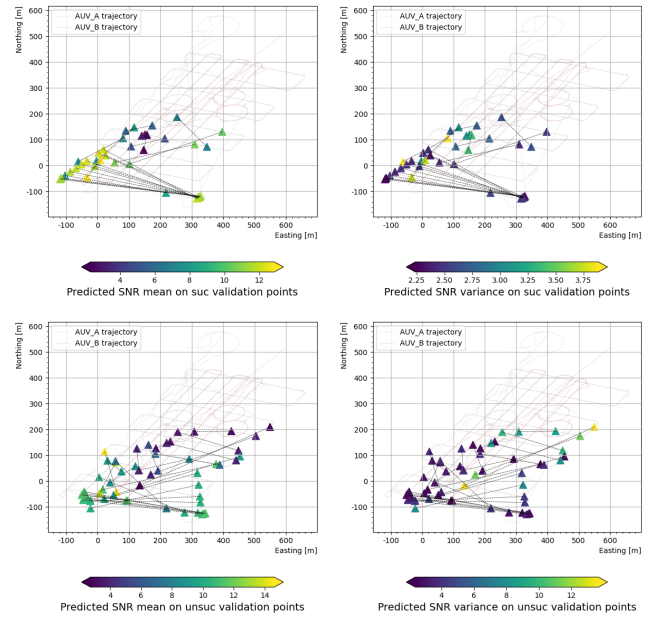 Northing [m]
600
500
400
300
200
100
0
-100
AUV_A trajectory
AUV_B trajectory
-100 0 100 200 300 400 500 600
Easting [m]
4 6 8 10 12
Predicted SNR mean on suc validation points
Northing [m]
600
500
400
300
200
100
0
-100
AUV_A trajectory
AUV_B trajectory
-100 0 100 200 300 400 500 600
Easting [m]
2.25 2.50 2.75 3.00 3.25 3.50 3.75
Predicted SNR variance on suc validation points
Northing [m]
600
500
400
300
200
100
0
-100
AUV_A trajectory
AUV_B trajectory
-100 0 100 200 300 400 500 600
Easting [m]
4 6 8 10 12 14
Predicted SNR mean on unsuc validation points
Northing [m]
600
500
400
300
200
100
0
-100
AUV_A trajectory
AUV_B trajectory
-100 0 100 200 300 400 500 600
Easting [m]
4 6 8 10 12
Predicted SNR variance on unsuc validation points